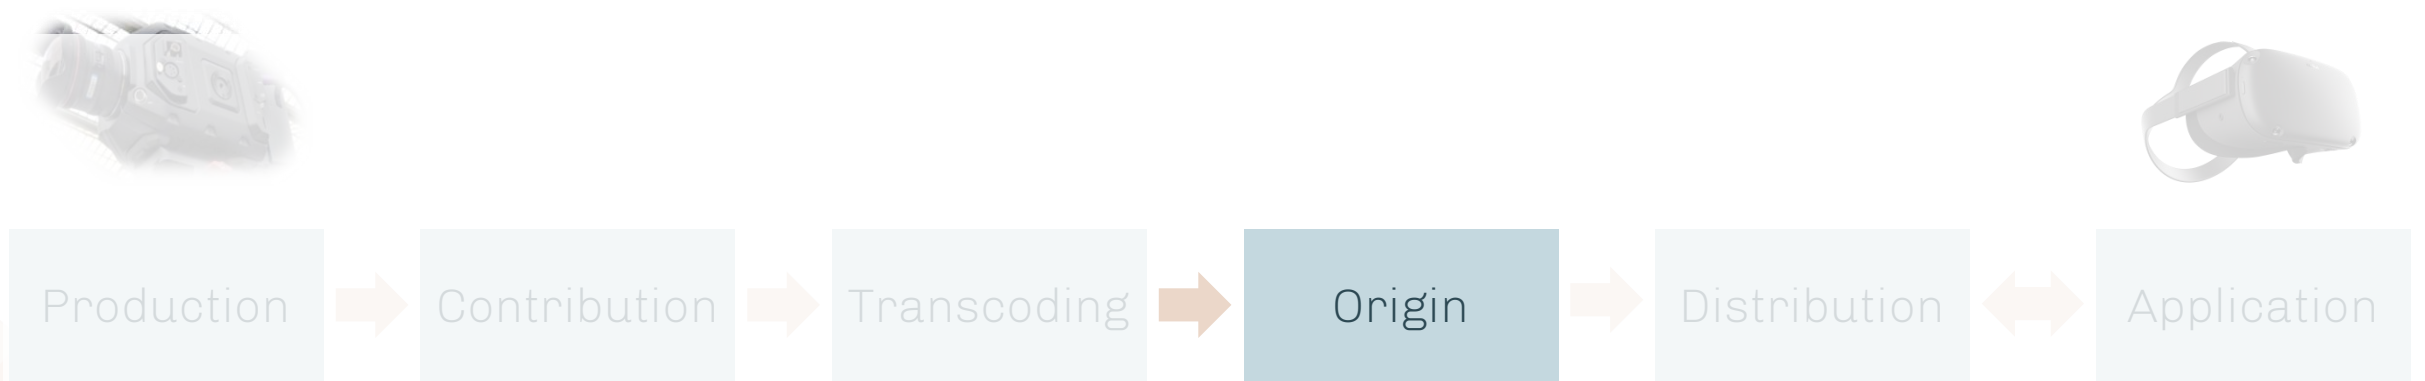 Production
Contribution
Transcoding
Origin
Distribution
Application